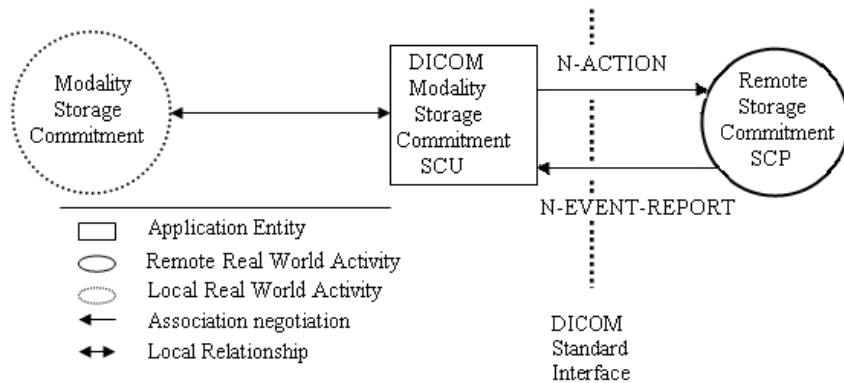 Modality
Storage
Commitment
DICOM
Modality
Storage
Commitment
SCU
N-ACTION
N-EVENT-REPORT
Remote
Storage
Commitment
SCP
Application Entity
Remote Real World Activity
Local Real World Activity
Association negotiation
Local Relationship
DICOM
Standard
Interface